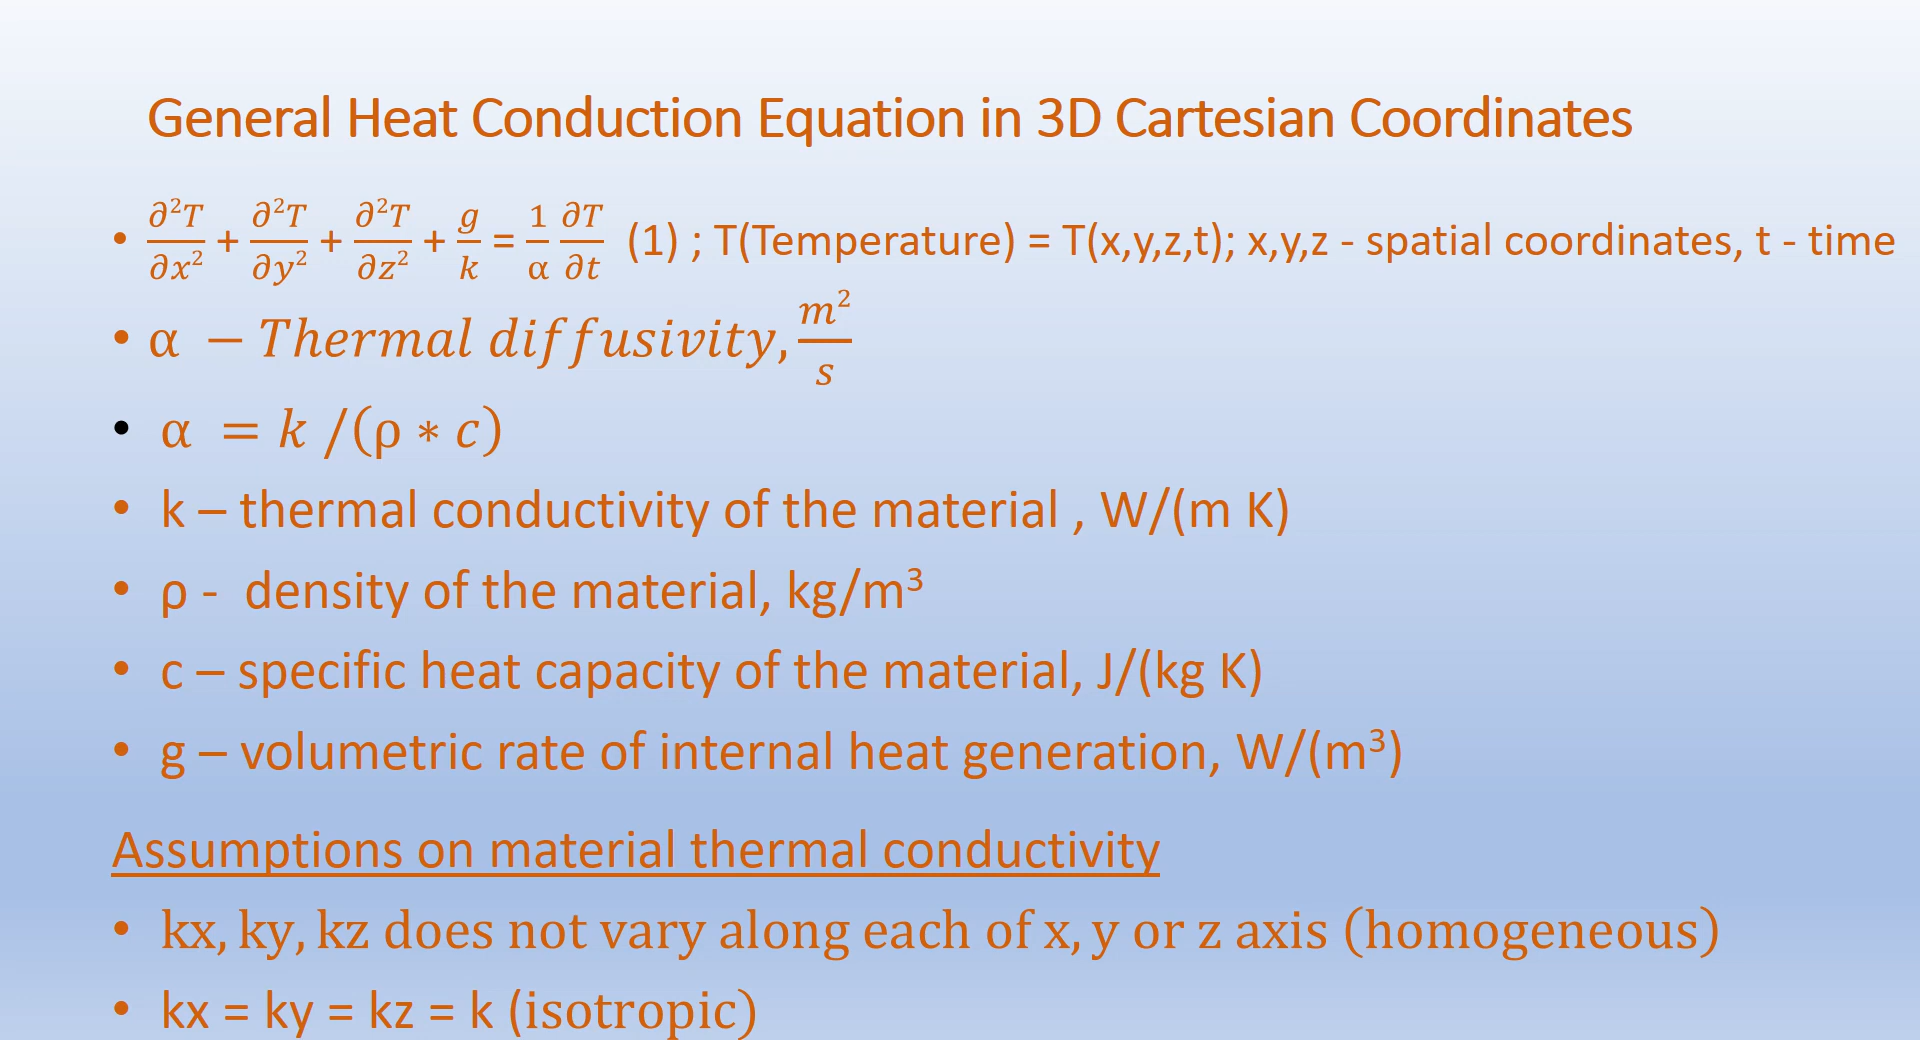 General Heat Conduction Equation in 3D Cartesian Coordinates
• ∂²T/∂x² + ∂²T/∂y² + ∂²T/∂z² + g/k = 1/α ∂T/∂t (1) ; T(Temperature) = T(x,y,z,t); x,y,z - spatial coordinates, t - time
• α − Thermal diffusivity, m²/s
• α = k /(ρ ∗ c)
• k – thermal conductivity of the material , W/(m K)
• ρ - density of the material, kg/m³
• c – specific heat capacity of the material, J/(kg K)
• g – volumetric rate of internal heat generation, W/(m³)
Assumptions on material thermal conductivity
• kx, ky, kz does not vary along each of x, y or z axis (homogeneous)
• kx = ky = kz = k (isotropic)